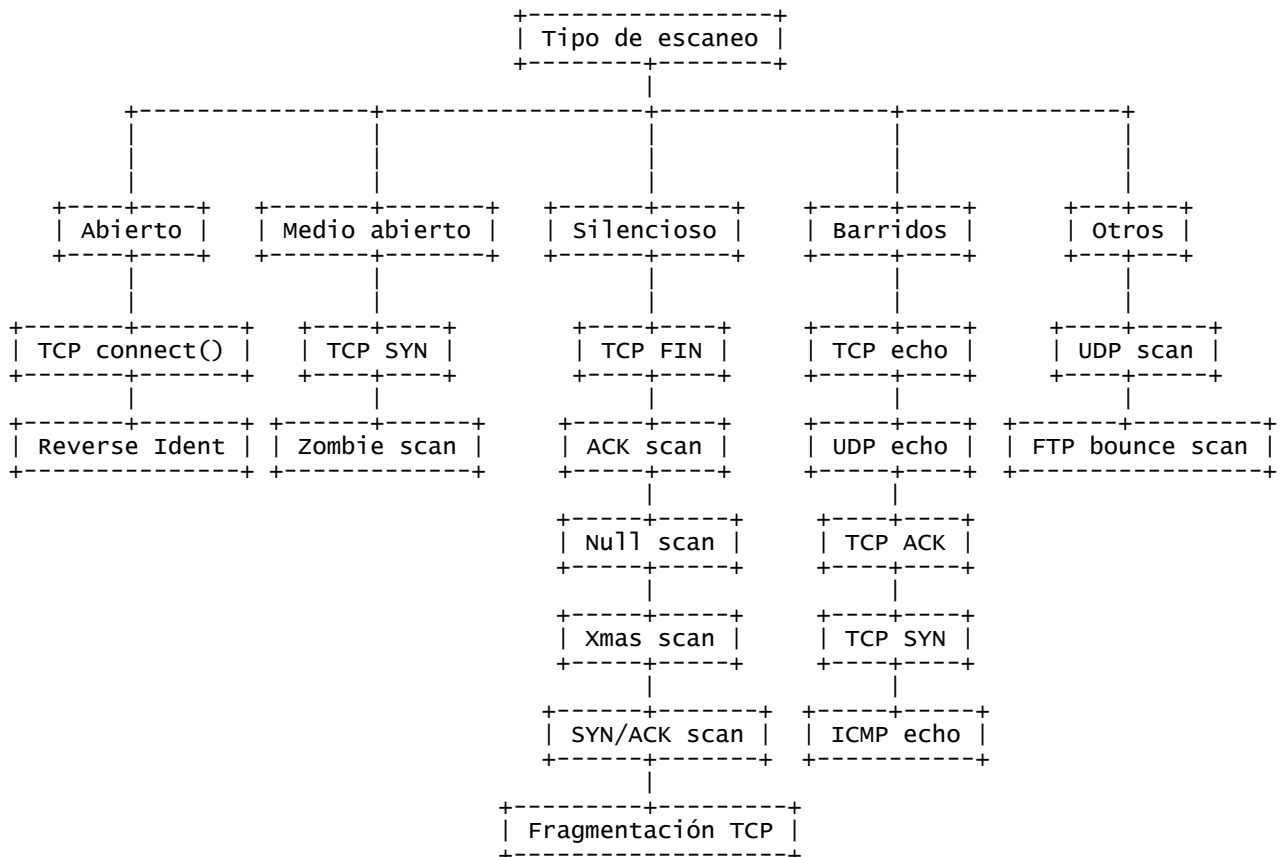 Tipo de escaneo
Abierto
Medio abierto
Silencioso
Barridos
Otros
TCP connect()
TCP SYN
TCP FIN
TCP echo
UDP scan
Reverse Ident
Zombie scan
ACK scan
UDP echo
FTP bounce scan
Null scan
TCP ACK
Xmas scan
TCP SYN
SYN/ACK scan
ICMP echo
Fragmentación TCP